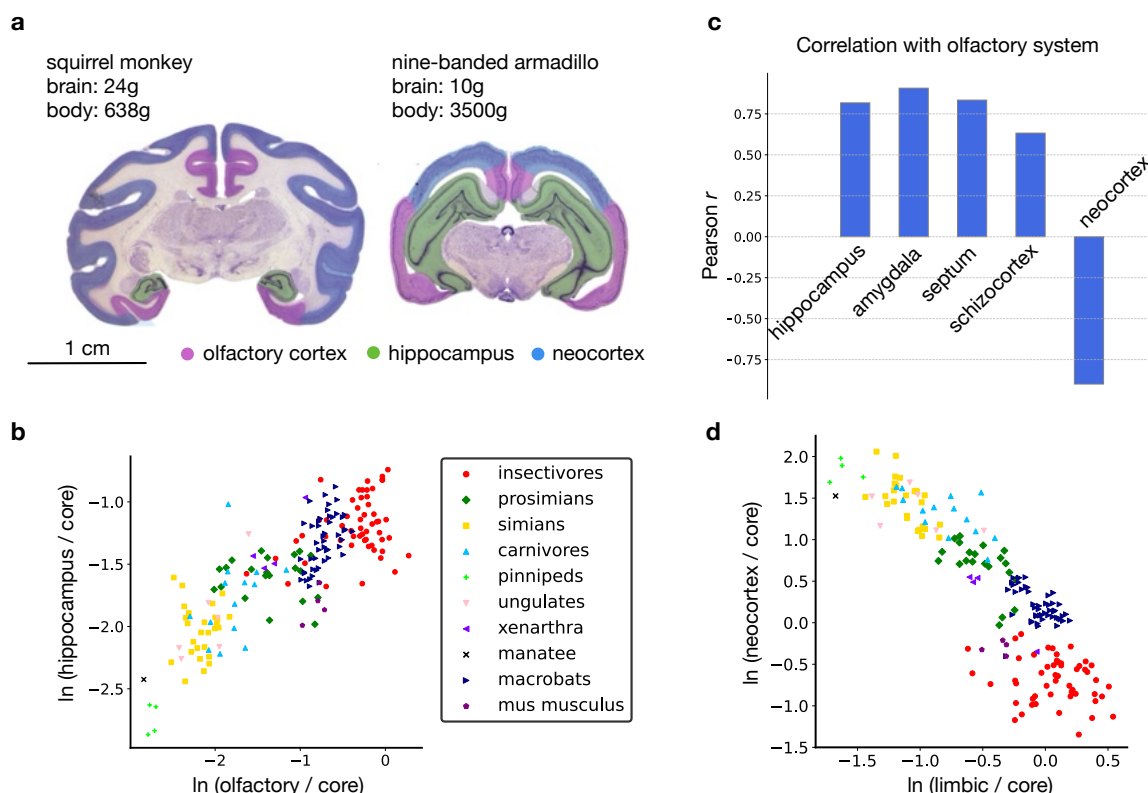 a
squirrel monkey
brain: 24g
body: 638g
nine-banded armadillo
brain: 10g
body: 3500g
1 cm
olfactory cortex
hippocampus
neocortex
c
Correlation with olfactory system
Pearson r
0.75
0.50
0.25
0.00
−0.25
−0.50
−0.75
hippocampus
amygdala
septum
schizocortex
neocortex
b
ln (hippocampus / core)
−1.0
−1.5
−2.0
−2.5
−2
−1
0
ln (olfactory / core)
insectivores
prosimians
simians
carnivores
pinnipeds
ungulates
xenarthra
manatee
macrobats
mus musculus
d
ln (neocortex / core)
2.0
1.5
1.0
0.5
0.0
−0.5
−1.0
−1.5
−1.5
−1.0
−0.5
0.0
0.5
ln (limbic / core)